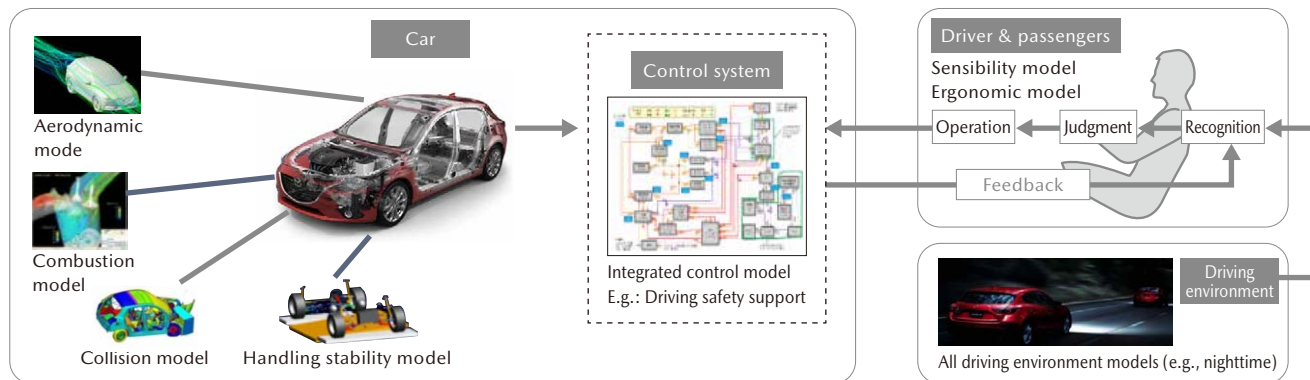 Car
Aerodynamic
mode
Combustion
model
Collision model
Handling stability model
Control system
Integrated control model
E.g.: Driving safety support
Driver & passengers
Sensibility model
Ergonomic model
Operation
Judgment
Recognition
Feedback
Driving
environment
All driving environment models (e.g., nighttime)